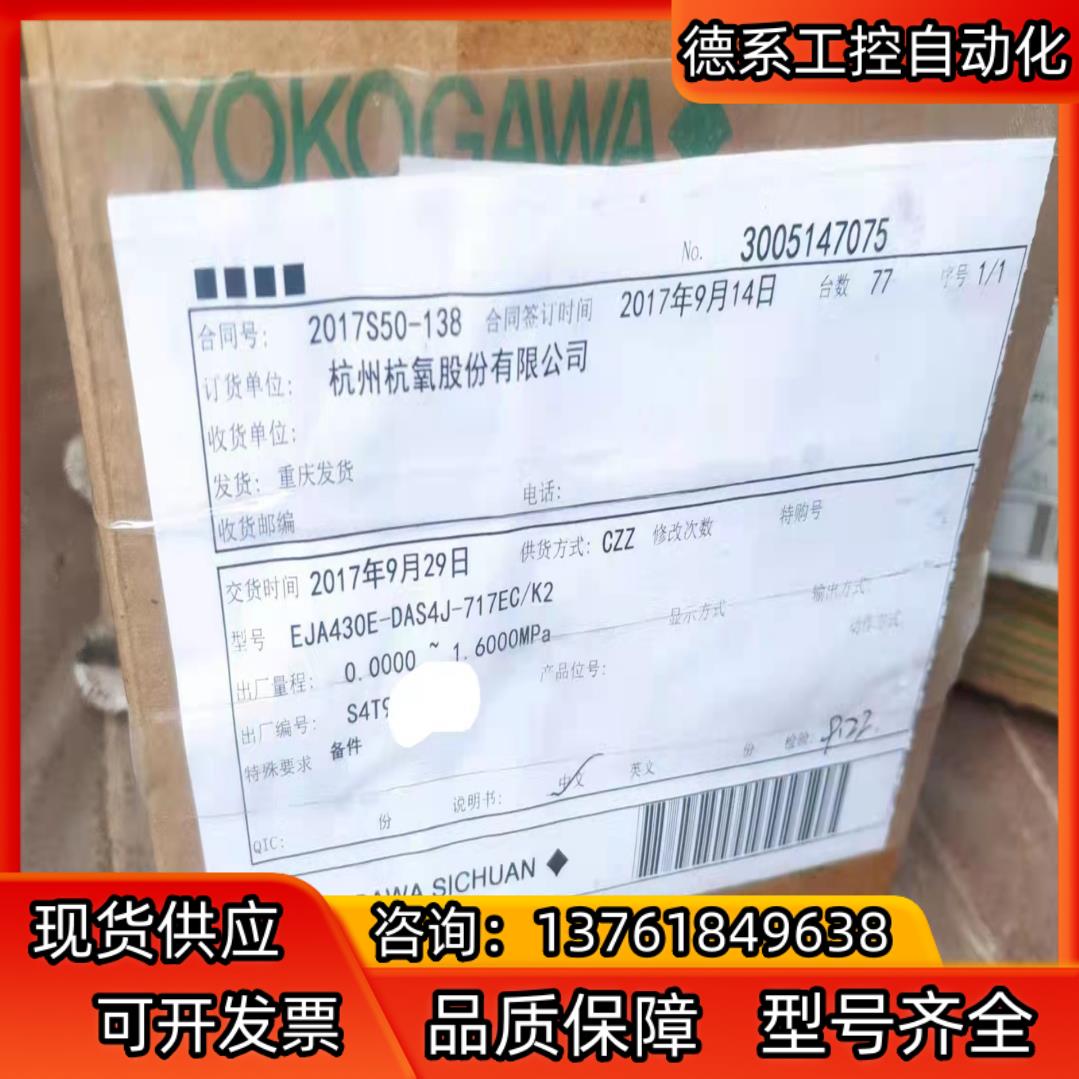 德系工控自动化
YOKOGAWA
No. 3005147075
合同号: 2017S50-138 合同签订时间 2017年9月14日 台数 77 序号 1/1
订货单位: 杭州杭氧股份有限公司
收货单位:
发货: 重庆发货
收货邮编 电话:
交货时间 2017年9月29日 供货方式: CZZ 修改次数 特购号
型号 EJA430E-DAS4J-717EC/K2 显示方式 输出方式
出厂量程: 0.0000 ~ 1.6000MPa 动作方式
出厂编号: S4T9 产品位号:
特殊要求 备件
QIC: 份 说明书: 中文 英文 份 检验:
AWA SICHUAN
现货供应 咨询：13761849638
可开发票 品质保障 型号齐全